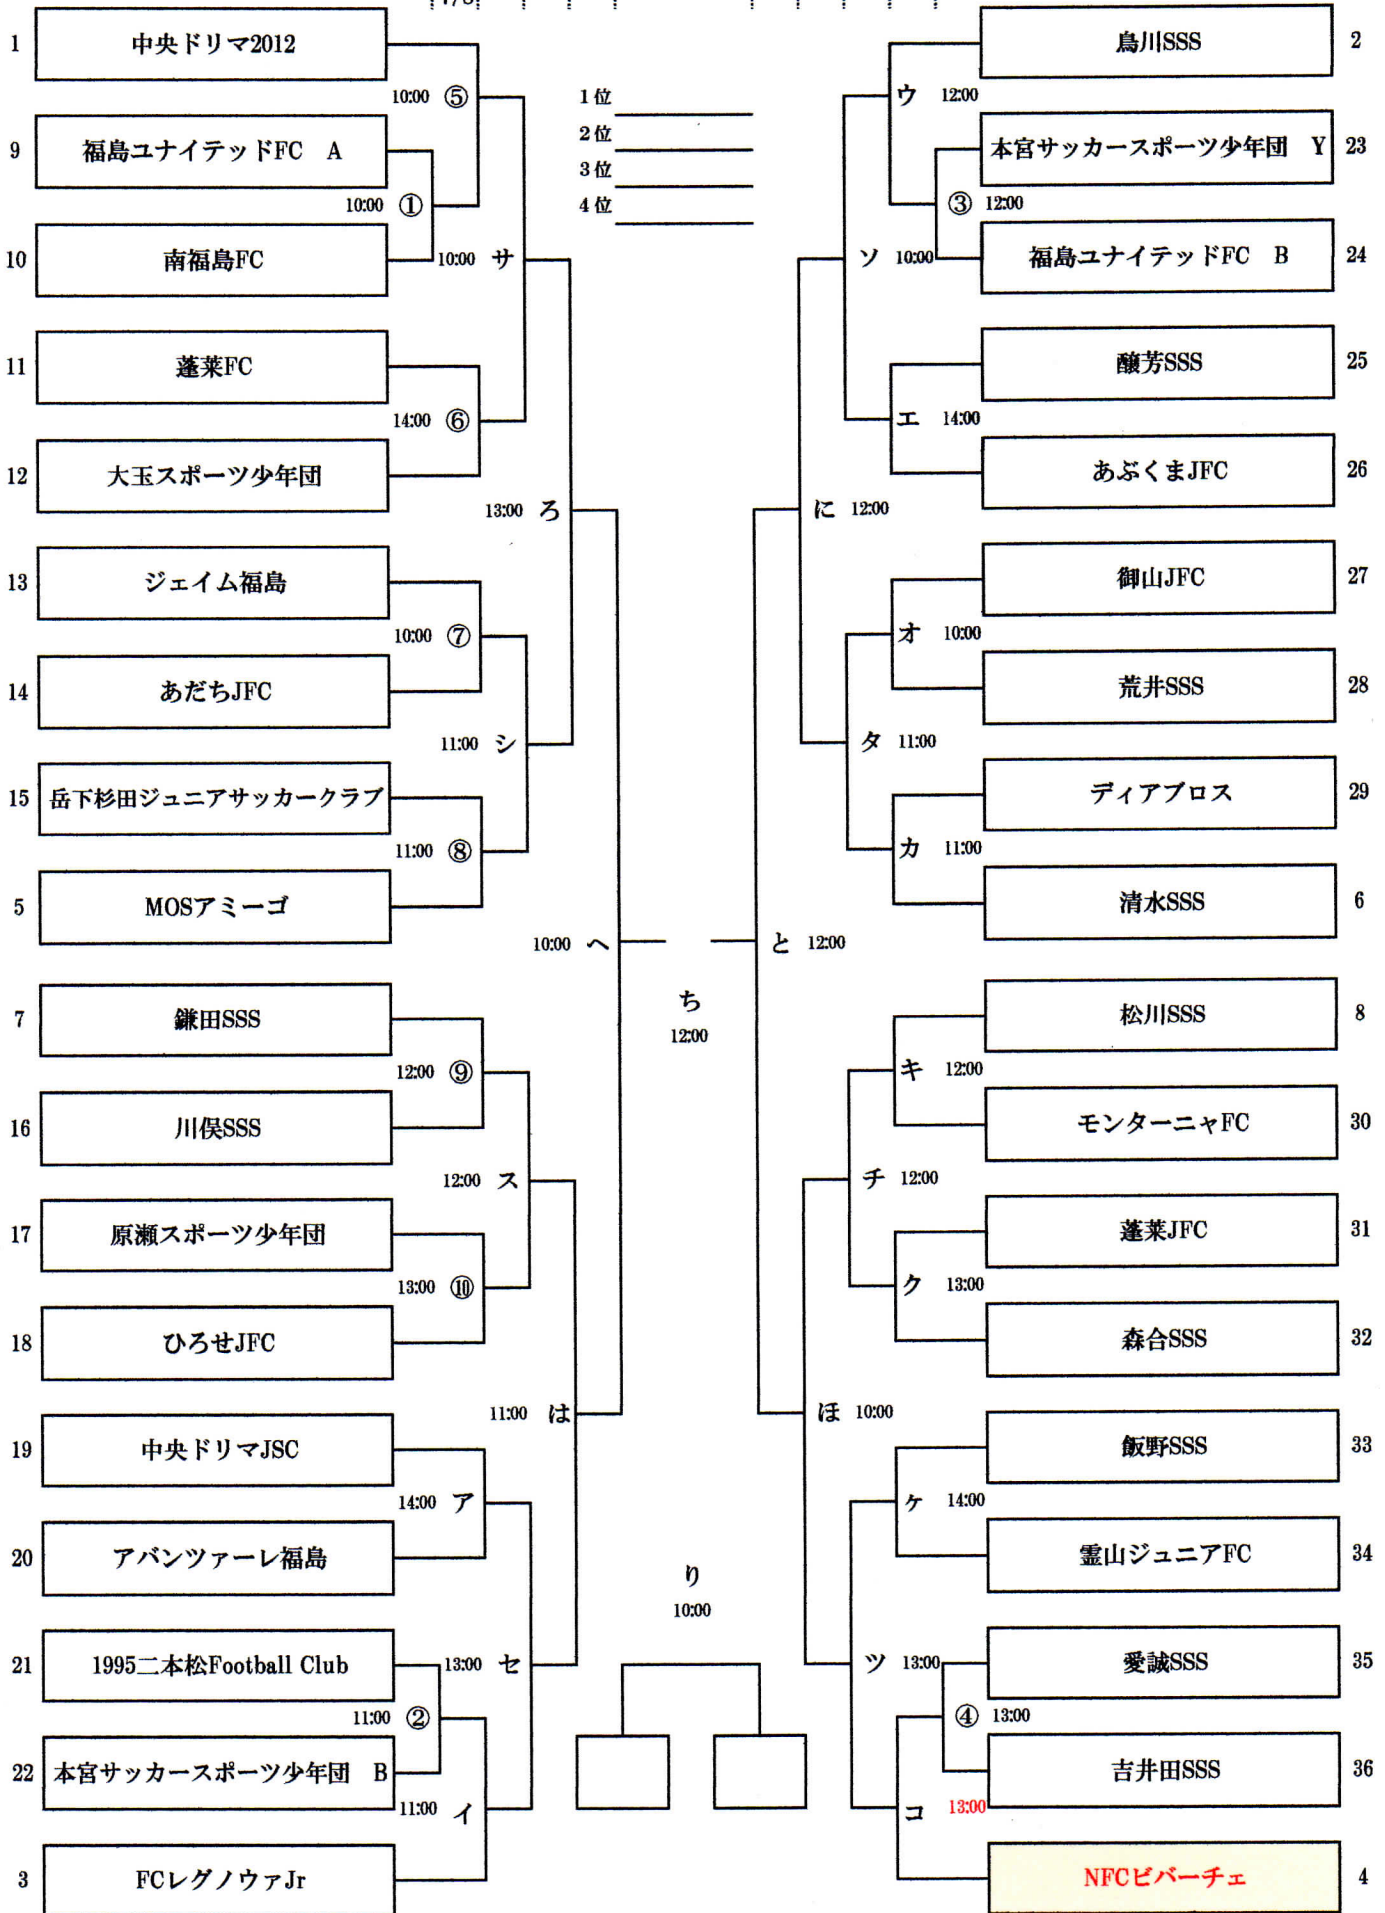 1 中央ドリマ2012
10:00 ⑤
9 福島ユナイテッドFC A
10:00 ①
10 南福島FC
10:00 サ
11 蓬莱FC
14:00 ⑥
12 大玉スポーツ少年団
13:00 ろ
13 ジェイム福島
10:00 ⑦
14 あだちJFC
11:00 シ
15 岳下杉田ジュニアサッカークラブ
11:00 ⑧
5 MOSアミーゴ
10:00 へ
7 鎌田SSS
12:00 ⑨
16 川俣SSS
12:00 ス
17 原瀬スポーツ少年団
13:00 ⑩
18 ひろせJFC
11:00 は
19 中央ドリマJSC
14:00 ア
20 アバンツァーレ福島
21 1995二本松Football Club
13:00 セ
11:00 ②
22 本宮サッカースポーツ少年団 B
11:00 イ
3 FCレグノウァJr
1位
2位
3位
4位
ち
12:00
り
10:00
鳥川SSS 2
ウ 12:00
本宮サッカースポーツ少年団 Y 23
③ 12:00
福島ユナイテッドFC B 24
ソ 10:00
醸芳SSS 25
エ 14:00
あぶくまJFC 26
に 12:00
御山JFC 27
オ 10:00
荒井SSS 28
タ 11:00
ディアブロス 29
カ 11:00
清水SSS 6
と 12:00
松川SSS 8
キ 12:00
モンターニャFC 30
チ 12:00
蓬莱JFC 31
ク 13:00
森合SSS 32
ほ 10:00
飯野SSS 33
ケ 14:00
霊山ジュニアFC 34
ツ 13:00
愛誠SSS 35
④ 13:00
吉井田SSS 36
コ 13:00
NFCビバーチェ 4